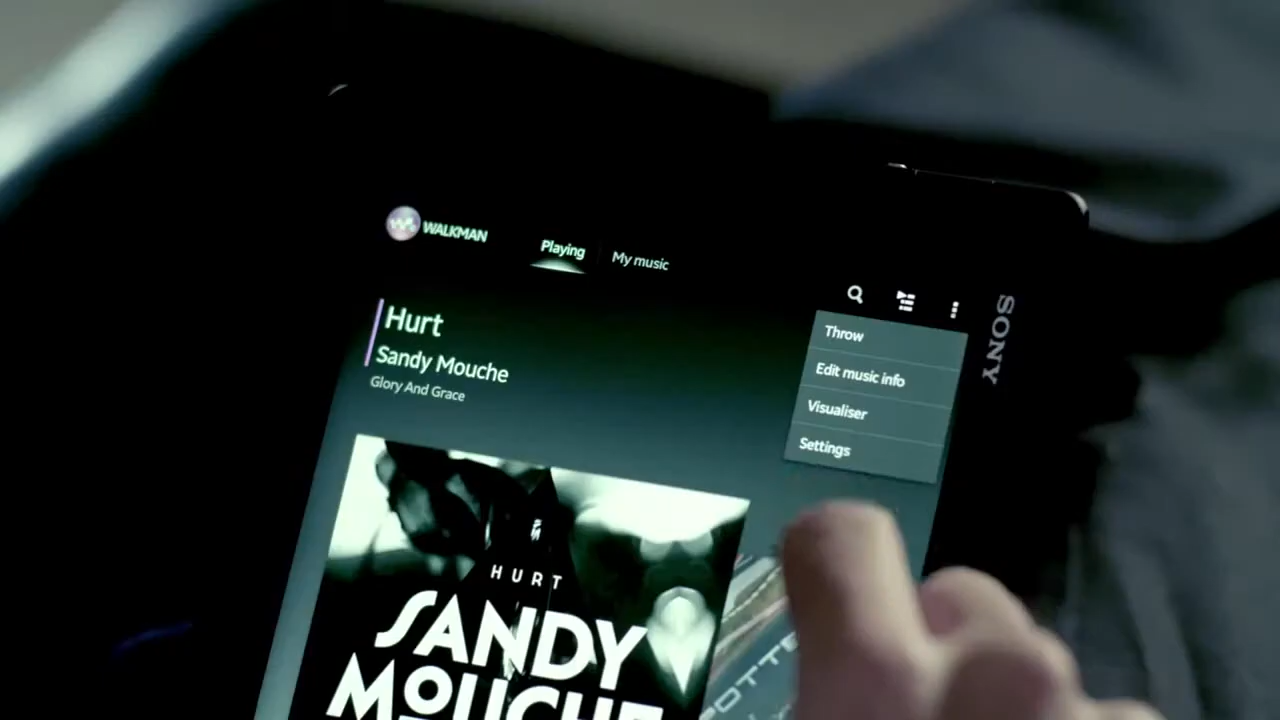 WALKMAN
Playing
My music
SONY
Hurt
Sandy Mouche
Glory And Grace
Throw
Edit music info
Visualiser
Settings
HURT
SANDY
MOUCHE